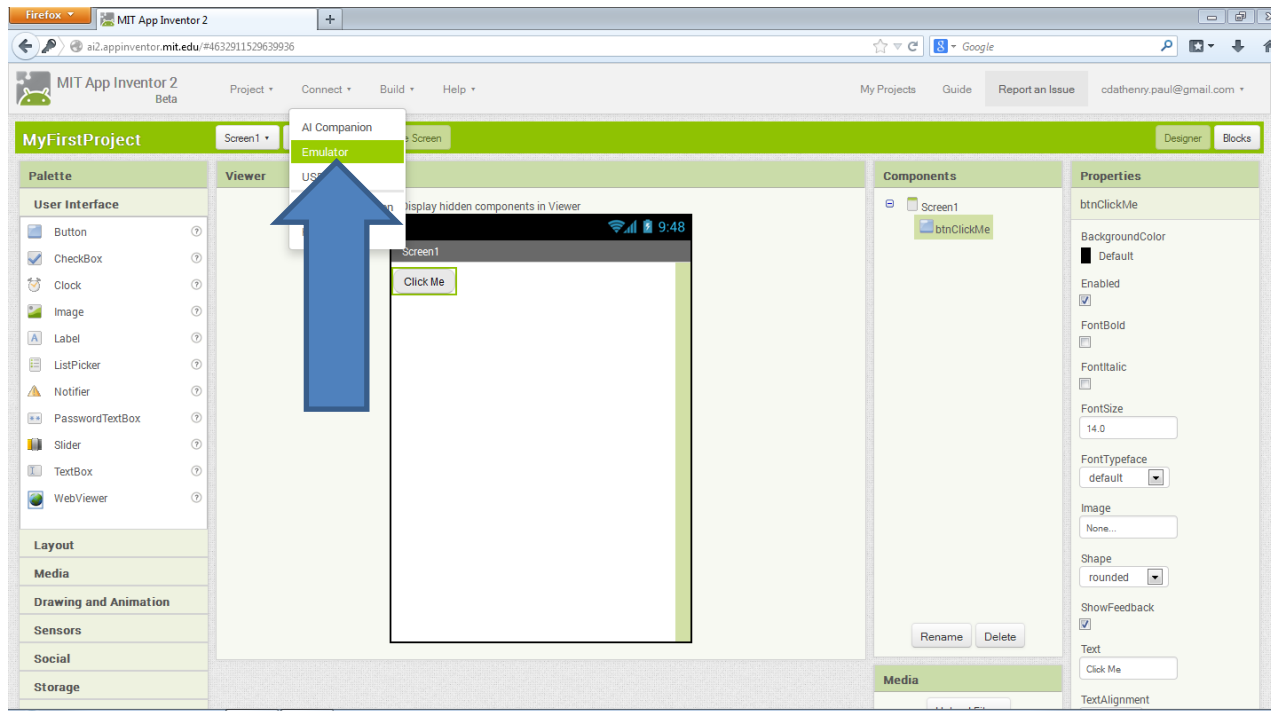 Firefox
MIT App Inventor 2
+
ai2.appinventor.mit.edu/#4632911529639936
Google
MIT App Inventor 2
Beta
Project
Connect
Build
Help
My Projects
Guide
Report an Issue
cdathenry.paul@gmail.com
MyFirstProject
Screen1
AI Companion
Emulator
Screen
Designer
Blocks
Palette
Viewer
Components
Properties
User Interface
Button
CheckBox
Clock
Image
Label
ListPicker
Notifier
PasswordTextBox
Slider
TextBox
WebViewer
Layout
Media
Drawing and Animation
Sensors
Social
Storage
Display hidden components in Viewer
9:48
Screen1
Click Me
Screen1
btnClickMe
Rename
Delete
Media
btnClickMe
BackgroundColor
Default
Enabled
FontBold
FontItalic
FontSize
14.0
FontTypeface
default
Image
None...
Shape
rounded
ShowFeedback
Text
Click Me
TextAlignment